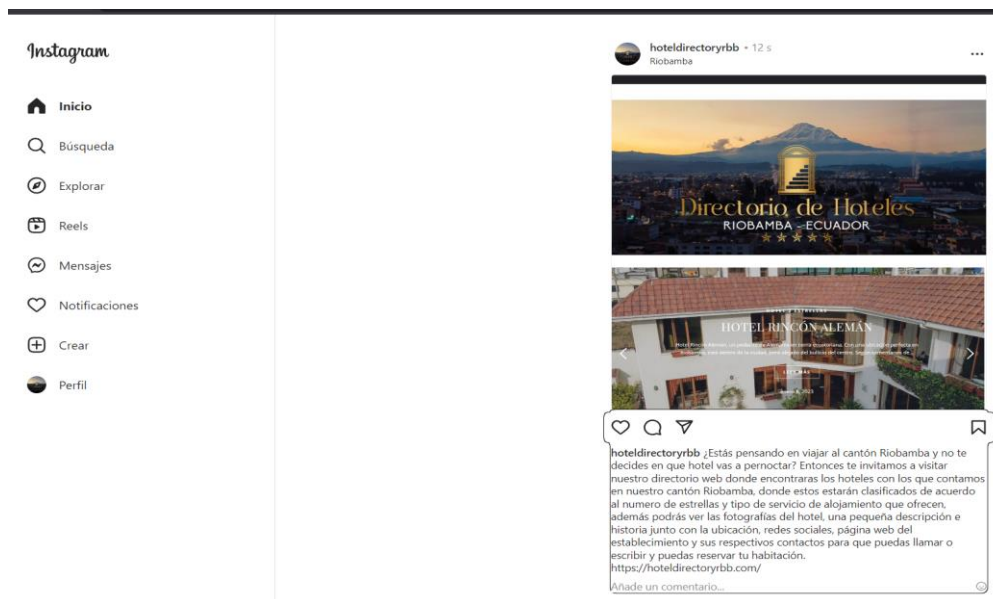 Instagram
Inicio
Búsqueda
Explorar
Reels
Mensajes
Notificaciones
Crear
Perfil
hoteldirectoryrbb • 12 s
Riobamba
Directorio de Hoteles
RIOBAMBA - ECUADOR
HOTEL RINCÓN ALEMÁN
LEER MÁS
hoteldirectoryrbb ¿Estás pensando en viajar al cantón Riobamba y no te
decides en que hotel vas a pernoctar? Entonces te invitamos a visitar
nuestro directorio web donde encontraras los hoteles con los que contamos
en nuestro cantón Riobamba, donde estos estarán clasificados de acuerdo
al numero de estrellas y tipo de servicio de alojamiento que ofrecen,
además podrás ver las fotografías del hotel, una pequeña descripción e
historia junto con la ubicación, redes sociales, página web del
establecimiento y sus respectivos contactos para que puedas llamar o
escribir y puedas reservar tu habitación.
https://hoteldirectoryrbb.com/
Añade un comentario...